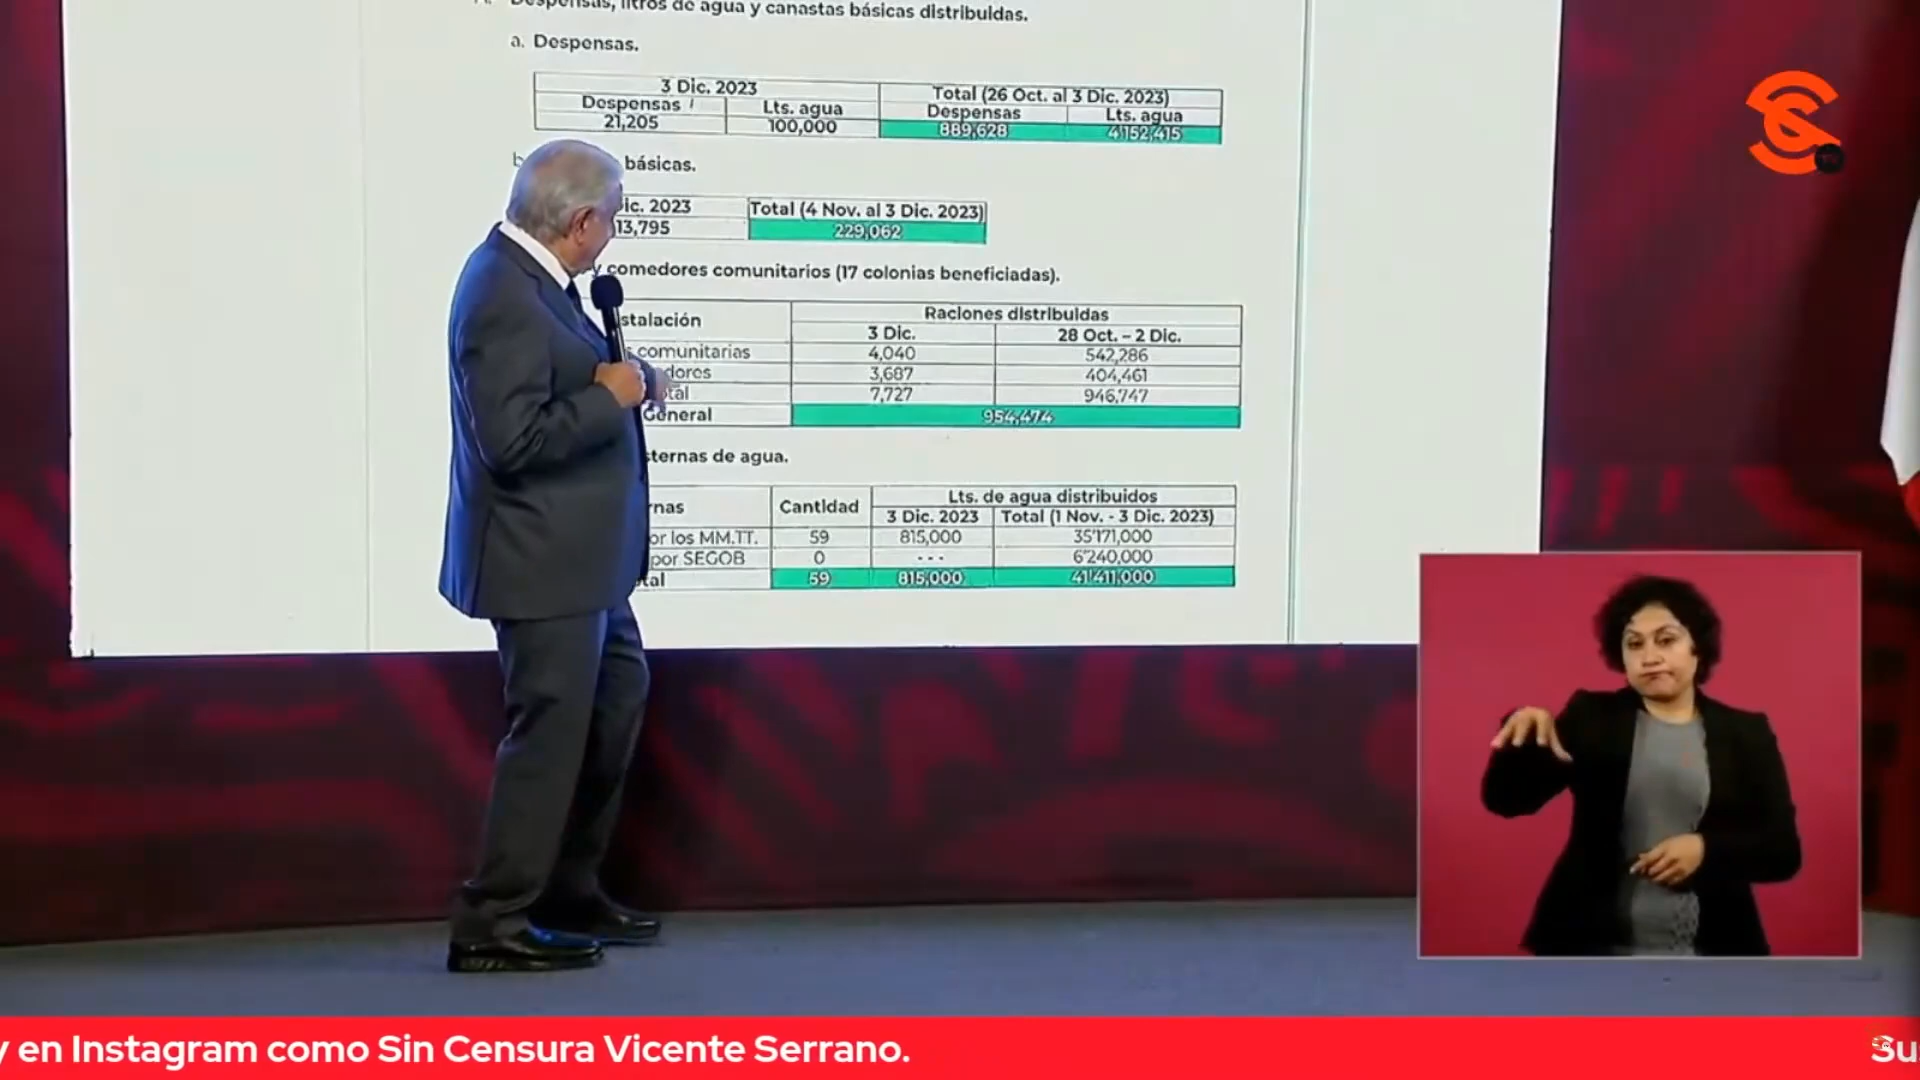 Despensas, litros de agua y canastas básicas distribuidas.
a. Despensas.
3 Dic. 2023 Total (26 Oct. al 3 Dic. 2023)
Despensas Lts. agua Despensas Lts. agua
21,205 100,000 889,628 4'152,415
básicas.
ic. 2023 Total (4 Nov. al 3 Dic. 2023)
13,795 229,062
y comedores comunitarios (17 colonias beneficiadas).
stalación Raciones distribuidas
3 Dic. 28 Oct. – 2 Dic.
comunitarias 4,040 542,286
dores 3,687 404,461
tal 7,727 946,747
General 954,474
sternas de agua.
rnas Cantidad Lts. de agua distribuidos
3 Dic. 2023 Total (1 Nov. - 3 Dic. 2023)
or los MM.TT. 59 815,000 35'171,000
por SEGOB 0 - - - 6'240,000
tal 59 815,000 41'411,000
y en Instagram como Sin Censura Vicente Serrano.
Su